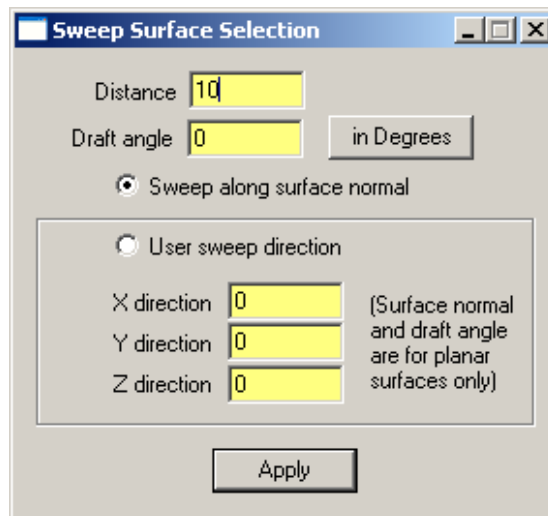 Sweep Surface Selection
Distance 10
Draft angle 0 in Degrees
Sweep along surface normal
User sweep direction
X direction 0
Y direction 0
Z direction 0
(Surface normal
and draft angle
are for planar
surfaces only)
Apply